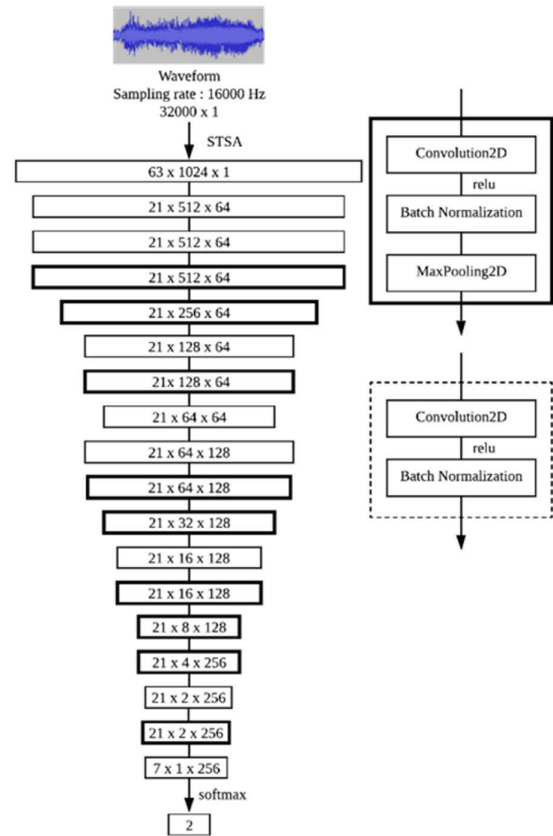 Waveform
Sampling rate : 16000 Hz
32000 x 1
STSA
63 x 1024 x 1
21 x 512 x 64
21 x 512 x 64
21 x 512 x 64
21 x 256 x 64
21 x 128 x 64
21x 128 x 64
21 x 64 x 64
21 x 64 x 128
21 x 64 x 128
21 x 32 x 128
21 x 16 x 128
21 x 16 x 128
21 x 8 x 128
21 x 4 x 256
21 x 2 x 256
21 x 2 x 256
7 x 1 x 256
softmax
2
Convolution2D
relu
Batch Normalization
MaxPooling2D
Convolution2D
relu
Batch Normalization